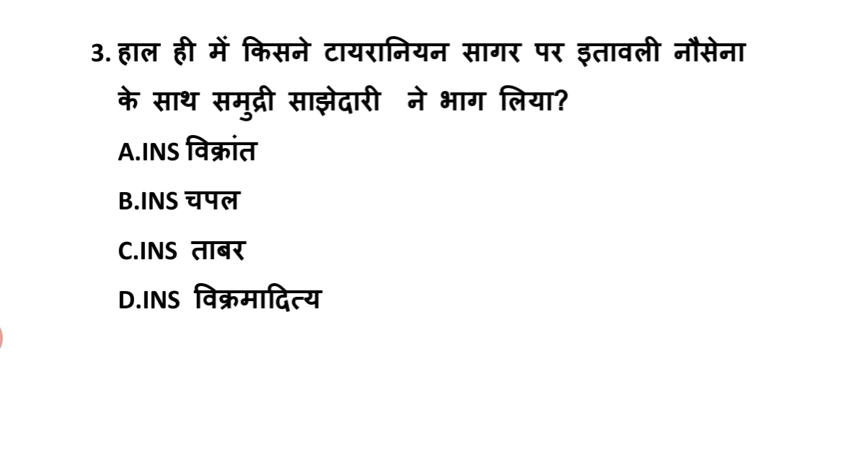 3. हाल ही में किसने टायरानियन सागर पर इतावली नौसेना
के साथ समुद्री साझेदारी ने भाग लिया?
A.INS विक्रांत
B.INS चपल
C.INS ताबर
D.INS विक्रमादित्य